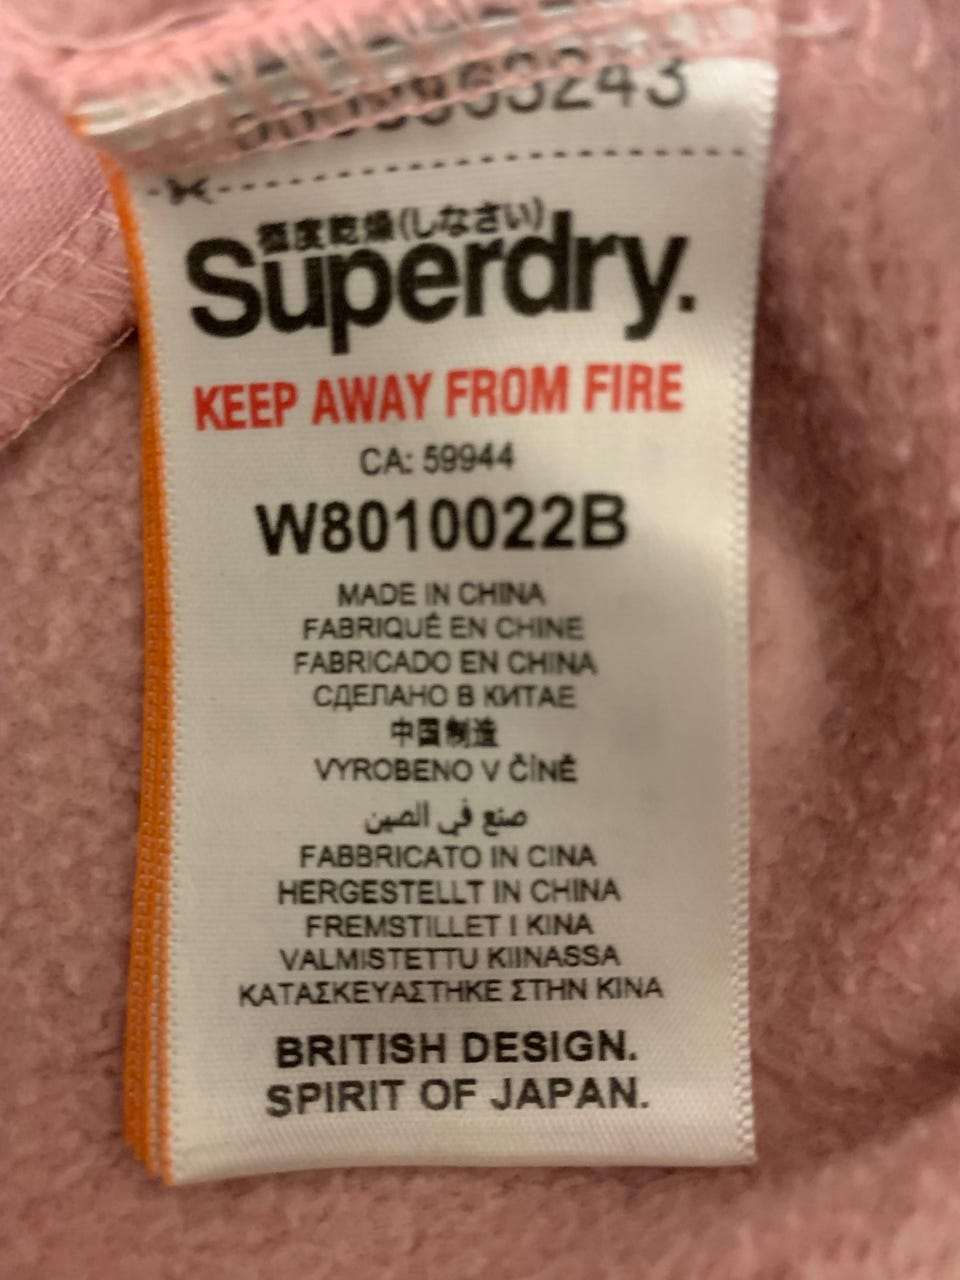 63243
極度乾燥(しなさい)
Superdry.
KEEP AWAY FROM FIRE
CA: 59944
W8010022B
MADE IN CHINA
FABRIQUÉ EN CHINE
FABRICADO EN CHINA
СДЕЛАНО В КИТАЕ
中国制造
VYROBENO V ČÍNĚ
صنع في الصين
FABBRICATO IN CINA
HERGESTELLT IN CHINA
FREMSTILLET I KINA
VALMISTETTU KIINASSA
ΚΑΤΑΣΚΕΥΑΣΤΗΚΕ ΣΤΗΝ ΚΙΝΑ
BRITISH DESIGN.
SPIRIT OF JAPAN.